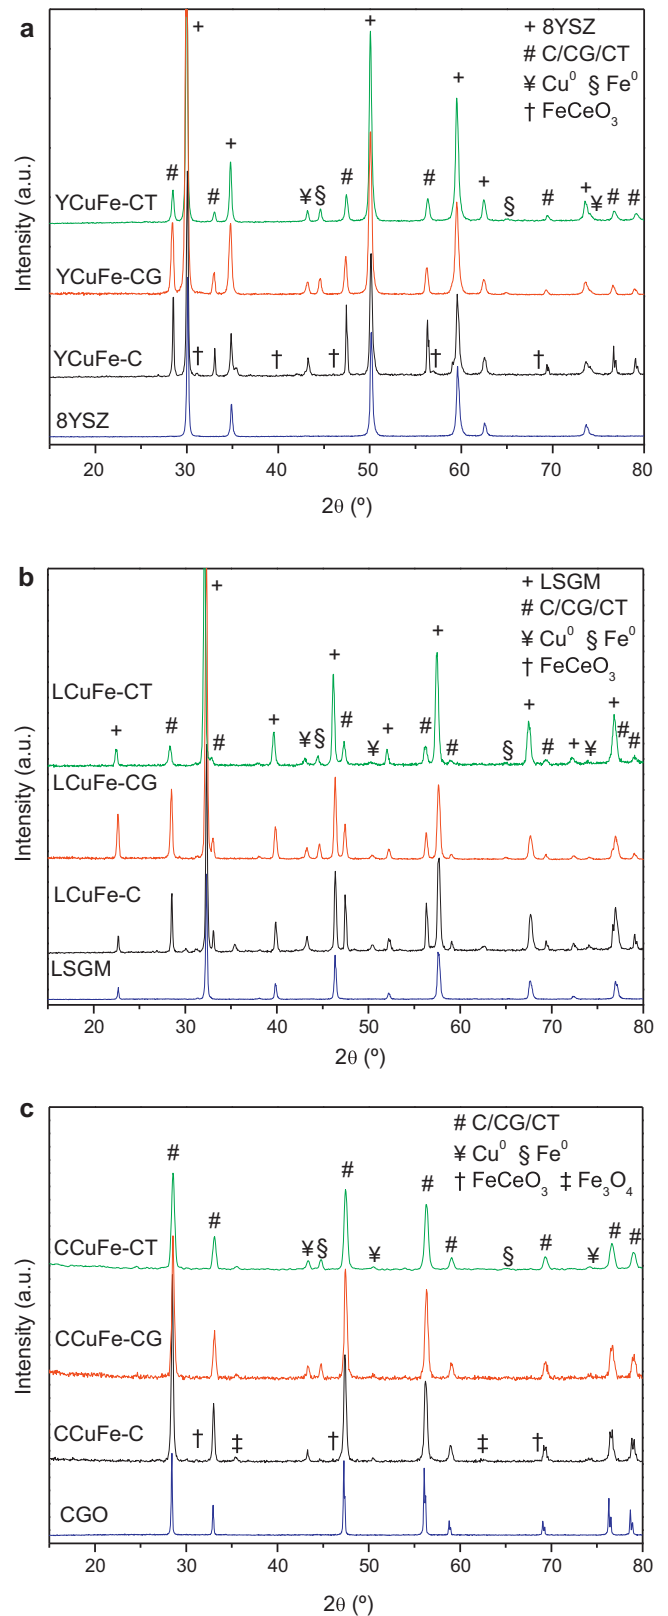 a
+ 8YSZ
# C/CG/CT
¥ Cu⁰ § Fe⁰
† FeCeO₃
+
+
+
+
# # + ¥ § # # + § # + ¥ # #
YCuFe-CT
YCuFe-CG
YCuFe-C
† † † † †
8YSZ
Intensity (a.u.)
20 30 40 50 60 70 80
2θ (º)
b
+ LSGM
# C/CG/CT
¥ Cu⁰ § Fe⁰
† FeCeO₃
+
LCuFe-CT
+ # # + ¥ § + # ¥ + # + # § + # + ¥ + # #
LCuFe-CG
LCuFe-C
LSGM
Intensity (a.u.)
20 30 40 50 60 70 80
2θ (º)
c
# C/CG/CT
¥ Cu⁰ § Fe⁰
† FeCeO₃ ‡ Fe₃O₄
# # ¥ § # ¥ # # § # ¥ # #
CCuFe-CT
CCuFe-CG
CCuFe-C
† ‡ † ‡ †
CGO
Intensity (a.u.)
20 30 40 50 60 70 80
2θ (º)